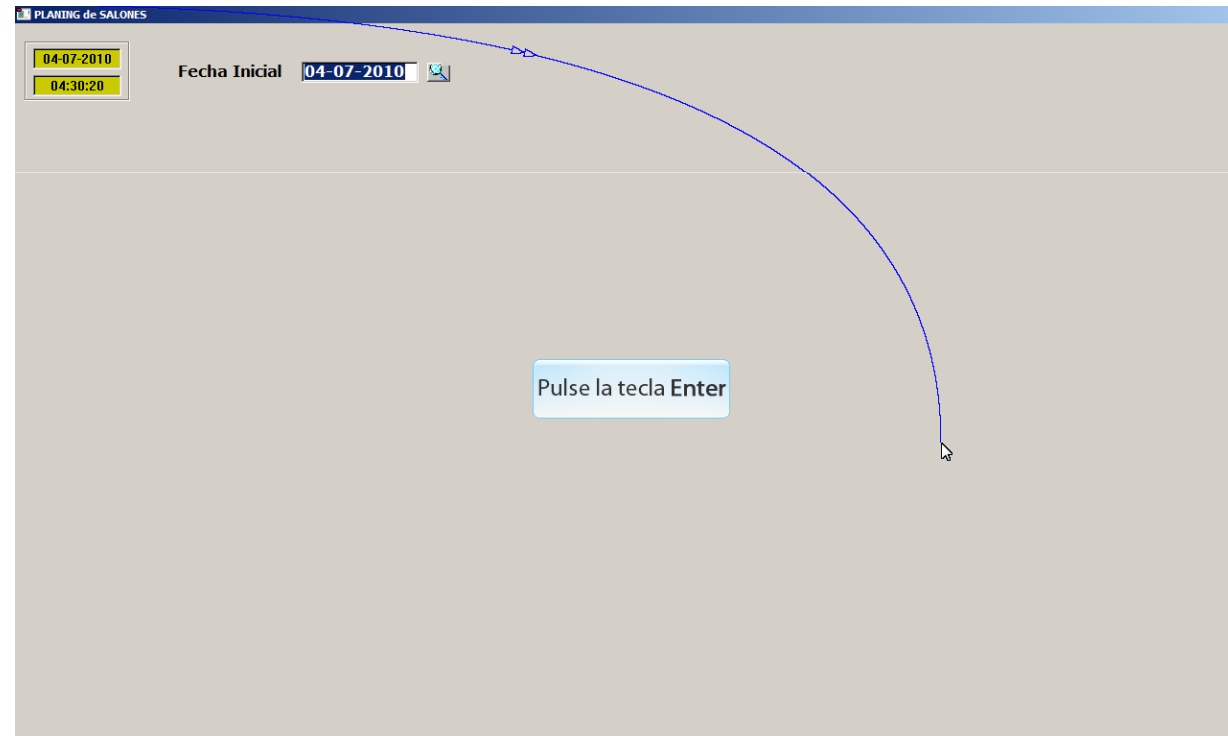 PLANING de SALONES
04-07-2010
04:30:20
Fecha Inicial 04-07-2010
Pulse la tecla Enter